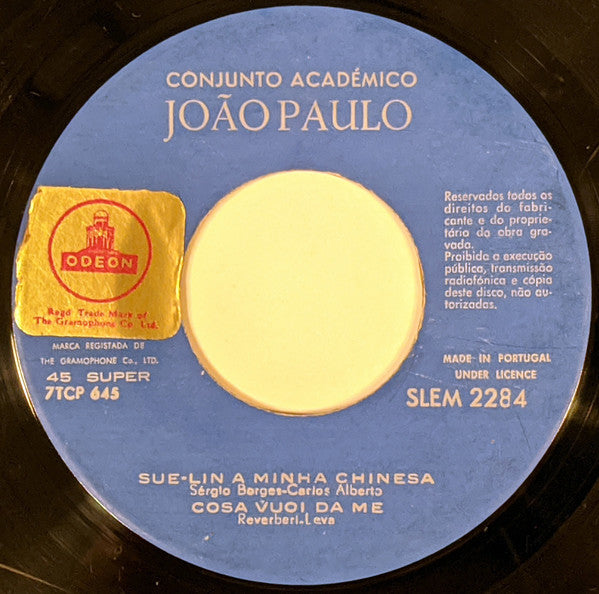 CONJUNTO ACADÉMICO
JOÃO PAULO
Reservados todos os
direitos do fabri-
cante e do proprie-
tário da obra gra-
vada.
Proibida a execução
pública, transmissão
radiofónica e cópia
deste disco, não au-
torizadas.
ODEON
Regd Trade Mark of
The Gramophone Co Ltd.
MARCA REGISTADA DE
THE GRAMOPHONE Co., LTD.
45 SUPER
7TCP 645
MADE IN PORTUGAL
UNDER LICENCE
SLEM 2284
SUE-LIN A MINHA CHINESA
Sérgio Borges-Carlos Alberto
COSA VUOI DA ME
Reverberi-Leva